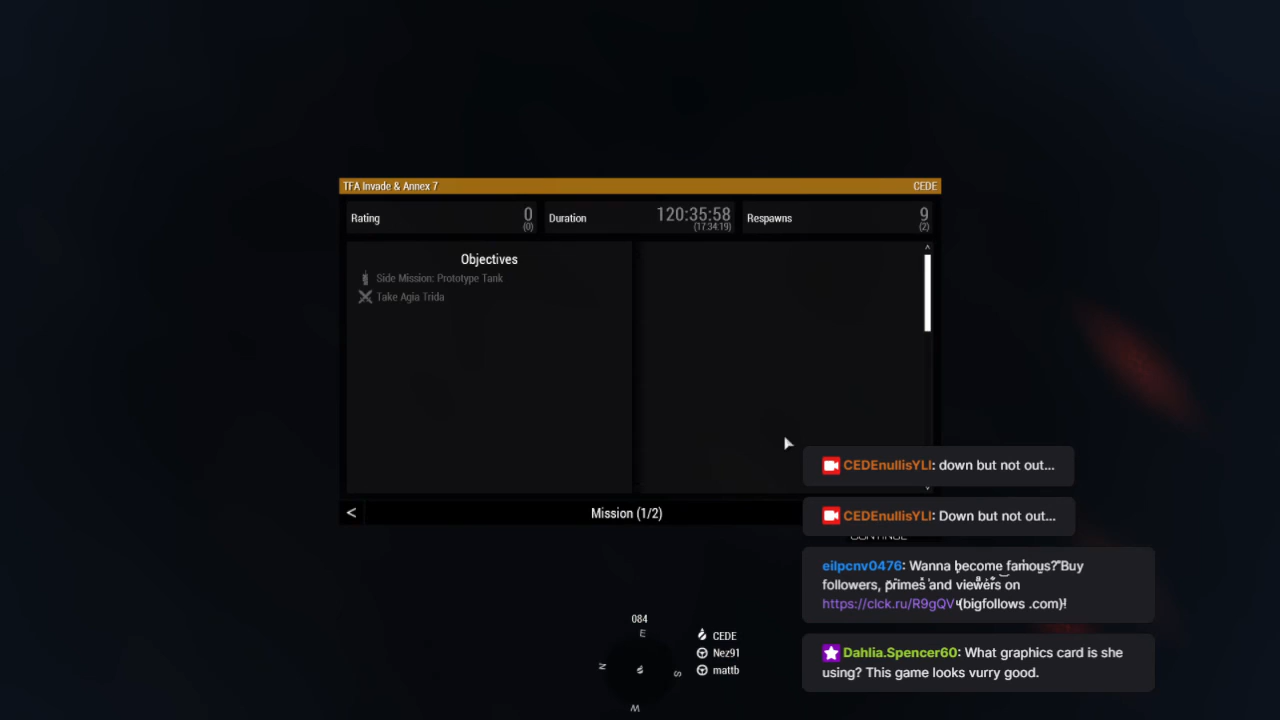 TFA Invade & Annex 7 CEDE
Rating 0 (0) Duration 120:35:58 (17:34:19) Respawns 9 (2)
Objectives
Side Mission: Prototype Tank
Take Agia Trida
< Mission (1/2)
CEDEnullisYLI: down but not out...
CEDEnullisYLI: Down but not out...
CONTINUE
eilpcnv0476: Wanna become famous? Buy
followers, primes and viewers on
https://clck.ru/R9gQV (bigfollows .com)!
084
E
N
S
W
CEDE
Nez91
mattb
Dahlia.Spencer60: What graphics card is she
using? This game looks vurry good.